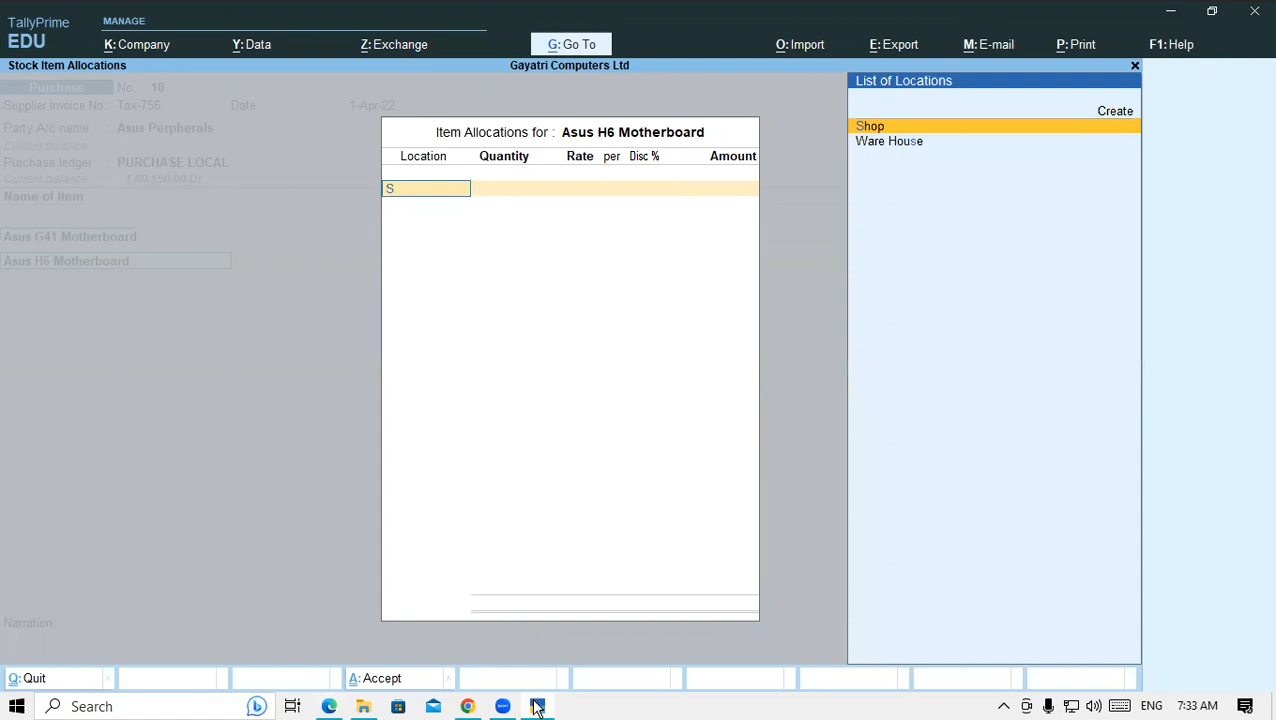 TallyPrime
EDU
MANAGE
K: Company
Y: Data
Z: Exchange
G: Go To
O: Import
E: Export
M: E-mail
P: Print
F1: Help
Stock Item Allocations
Gayatri Computers Ltd
Purchase No. 10
Supplier Invoice No.: Tax-756 Date 1-Apr-22
Party A/c name : Asus Perpherals
Current Balance :
Purchase ledger : PURCHASE LOCAL
Current balance :
Name of Item
Asus G41 Motherboard
Asus H6 Motherboard
Narration:
Item Allocations for : Asus H6 Motherboard
Location Quantity Rate per Disc % Amount
S
List of Locations
Create
Shop
Ware House
Q: Quit
A: Accept
Search
ENG 7:33 AM